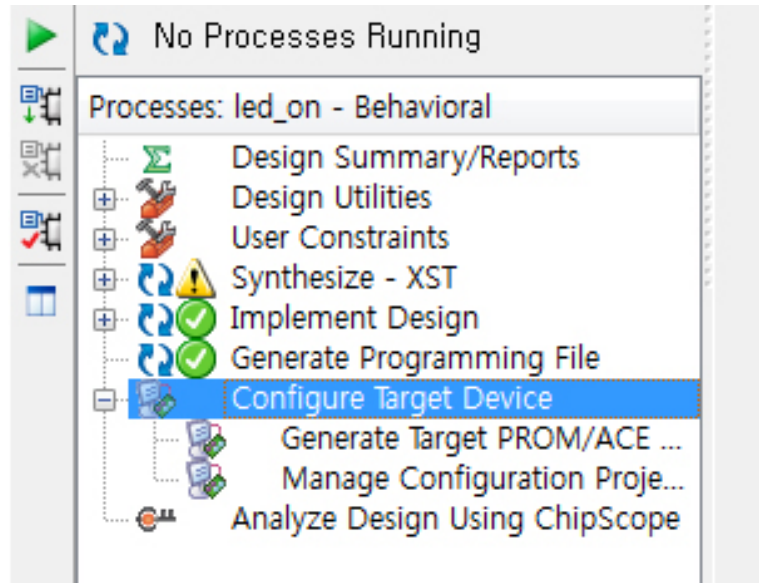 No Processes Running
Processes: led_on - Behavioral
Design Summary/Reports
Design Utilities
User Constraints
Synthesize - XST
Implement Design
Generate Programming File
Configure Target Device
Generate Target PROM/ACE ...
Manage Configuration Proje...
Analyze Design Using ChipScope